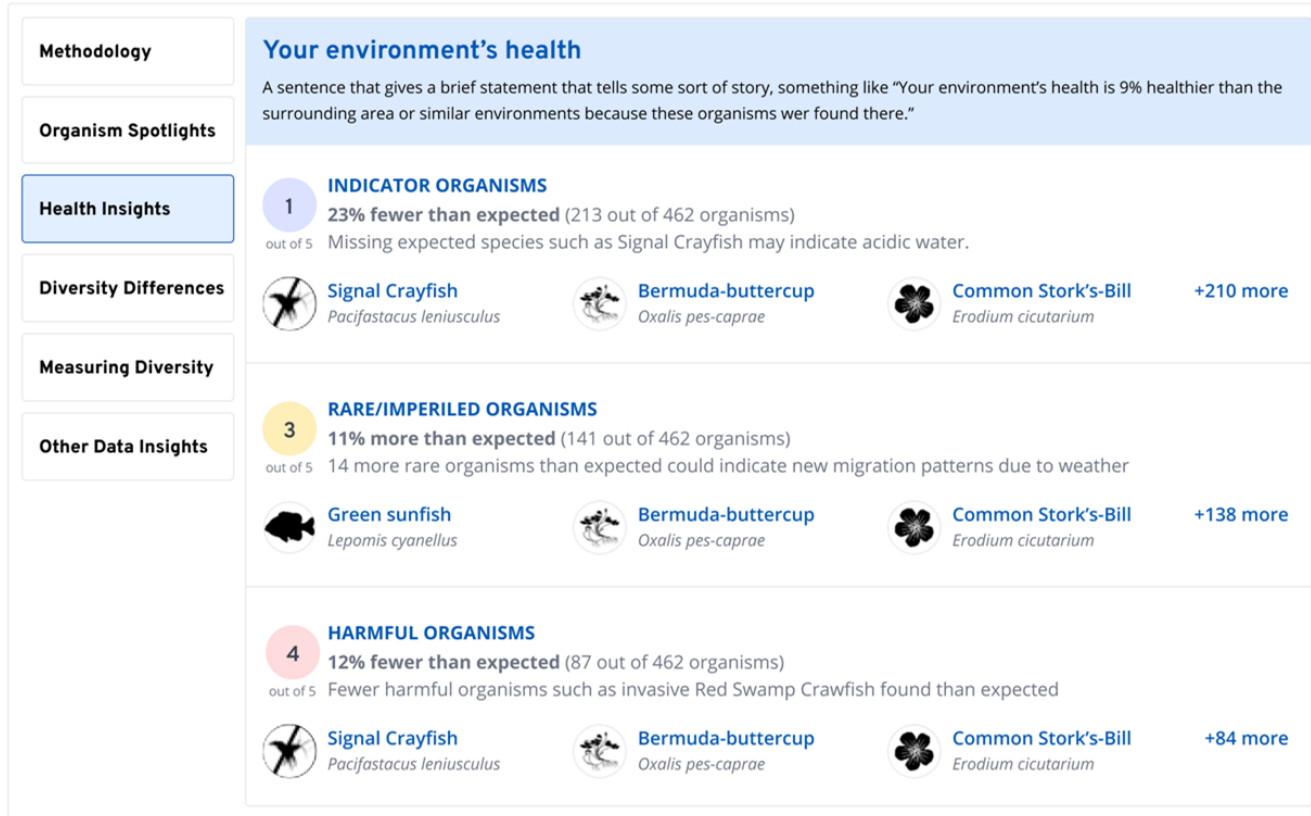 Methodology
Organism Spotlights
Health Insights
Diversity Differences
Measuring Diversity
Other Data Insights
Your environment's health
A sentence that gives a brief statement that tells some sort of story, something like “Your environment's health is 9% healthier than the
surrounding area or similar environments because these organisms wer found there.”
1
out of 5
INDICATOR ORGANISMS
23% fewer than expected (213 out of 462 organisms)
Missing expected species such as Signal Crayfish may indicate acidic water.
Signal Crayfish
Pacifastacus leniusculus
Bermuda-buttercup
Oxalis pes-caprae
Common Stork's-Bill
Erodium cicutarium
+210 more
3
out of 5
RARE/IMPERILED ORGANISMS
11% more than expected (141 out of 462 organisms)
14 more rare organisms than expected could indicate new migration patterns due to weather
Green sunfish
Lepomis cyanellus
Bermuda-buttercup
Oxalis pes-caprae
Common Stork's-Bill
Erodium cicutarium
+138 more
4
out of 5
HARMFUL ORGANISMS
12% fewer than expected (87 out of 462 organisms)
Fewer harmful organisms such as invasive Red Swamp Crawfish found than expected
Signal Crayfish
Pacifastacus leniusculus
Bermuda-buttercup
Oxalis pes-caprae
Common Stork's-Bill
Erodium cicutarium
+84 more